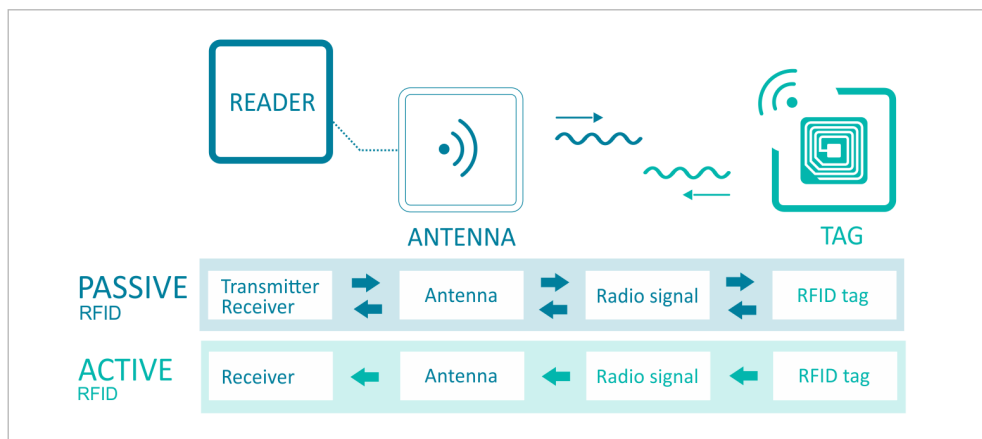 READER
ANTENNA
TAG
PASSIVE
RFID
Transmitter
Receiver
Antenna
Radio signal
RFID tag
ACTIVE
RFID
Receiver
Antenna
Radio signal
RFID tag